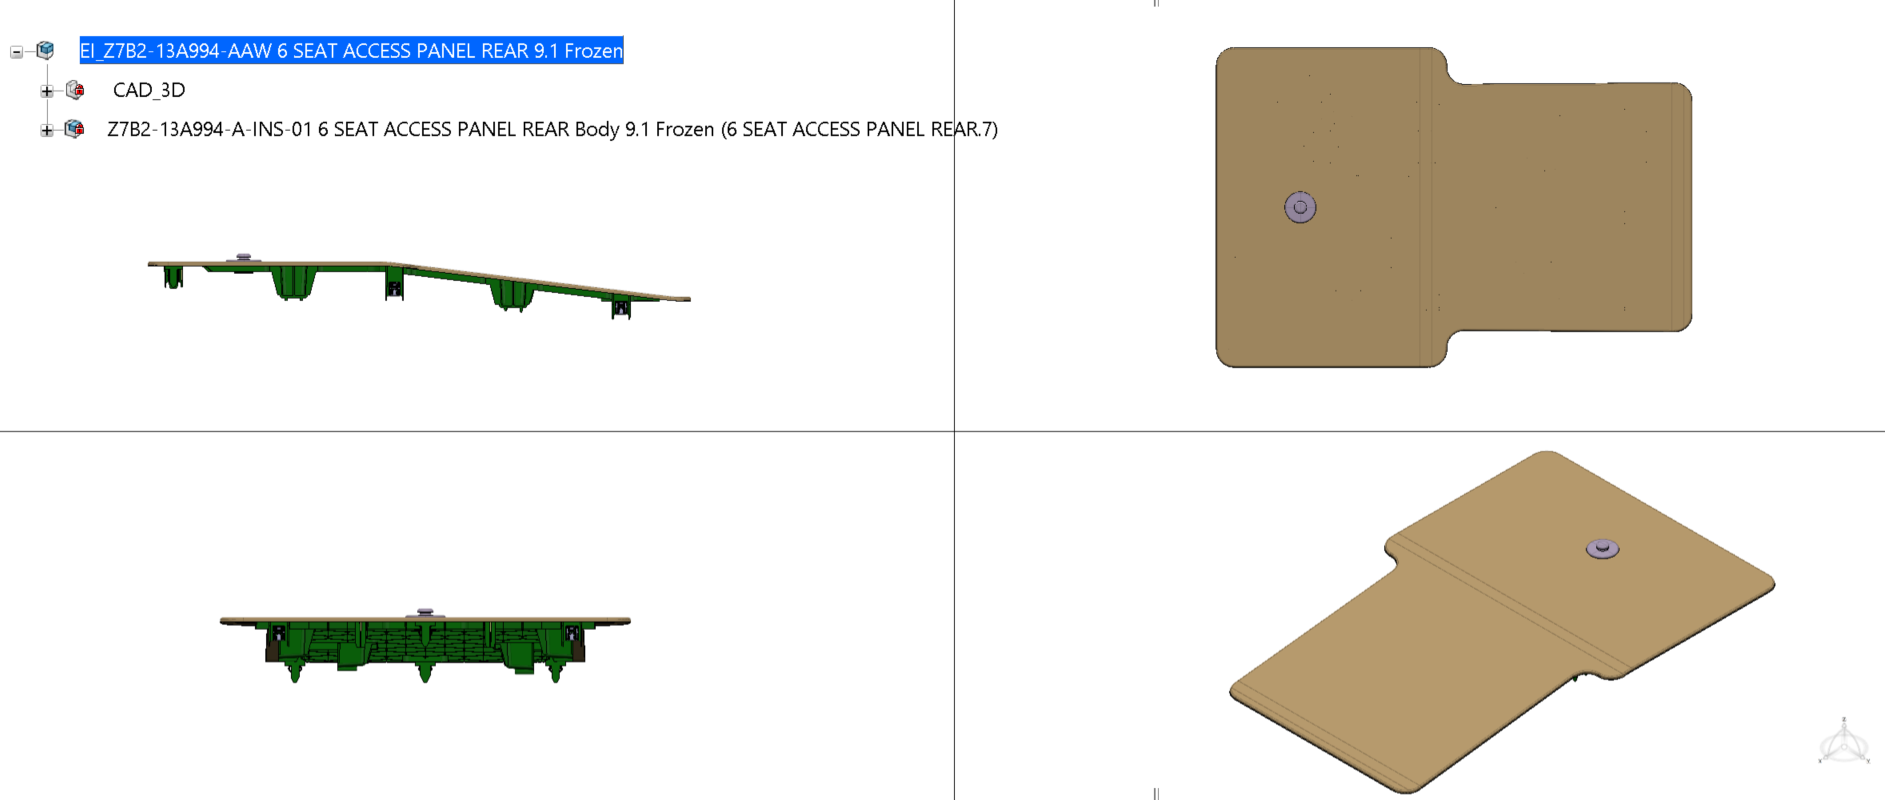 EI_Z7B2-13A994-AAW 6 SEAT ACCESS PANEL REAR 9.1 Frozen
CAD_3D
Z7B2-13A994-A-INS-01 6 SEAT ACCESS PANEL REAR Body 9.1 Frozen (6 SEAT ACCESS PANEL REAR.7)